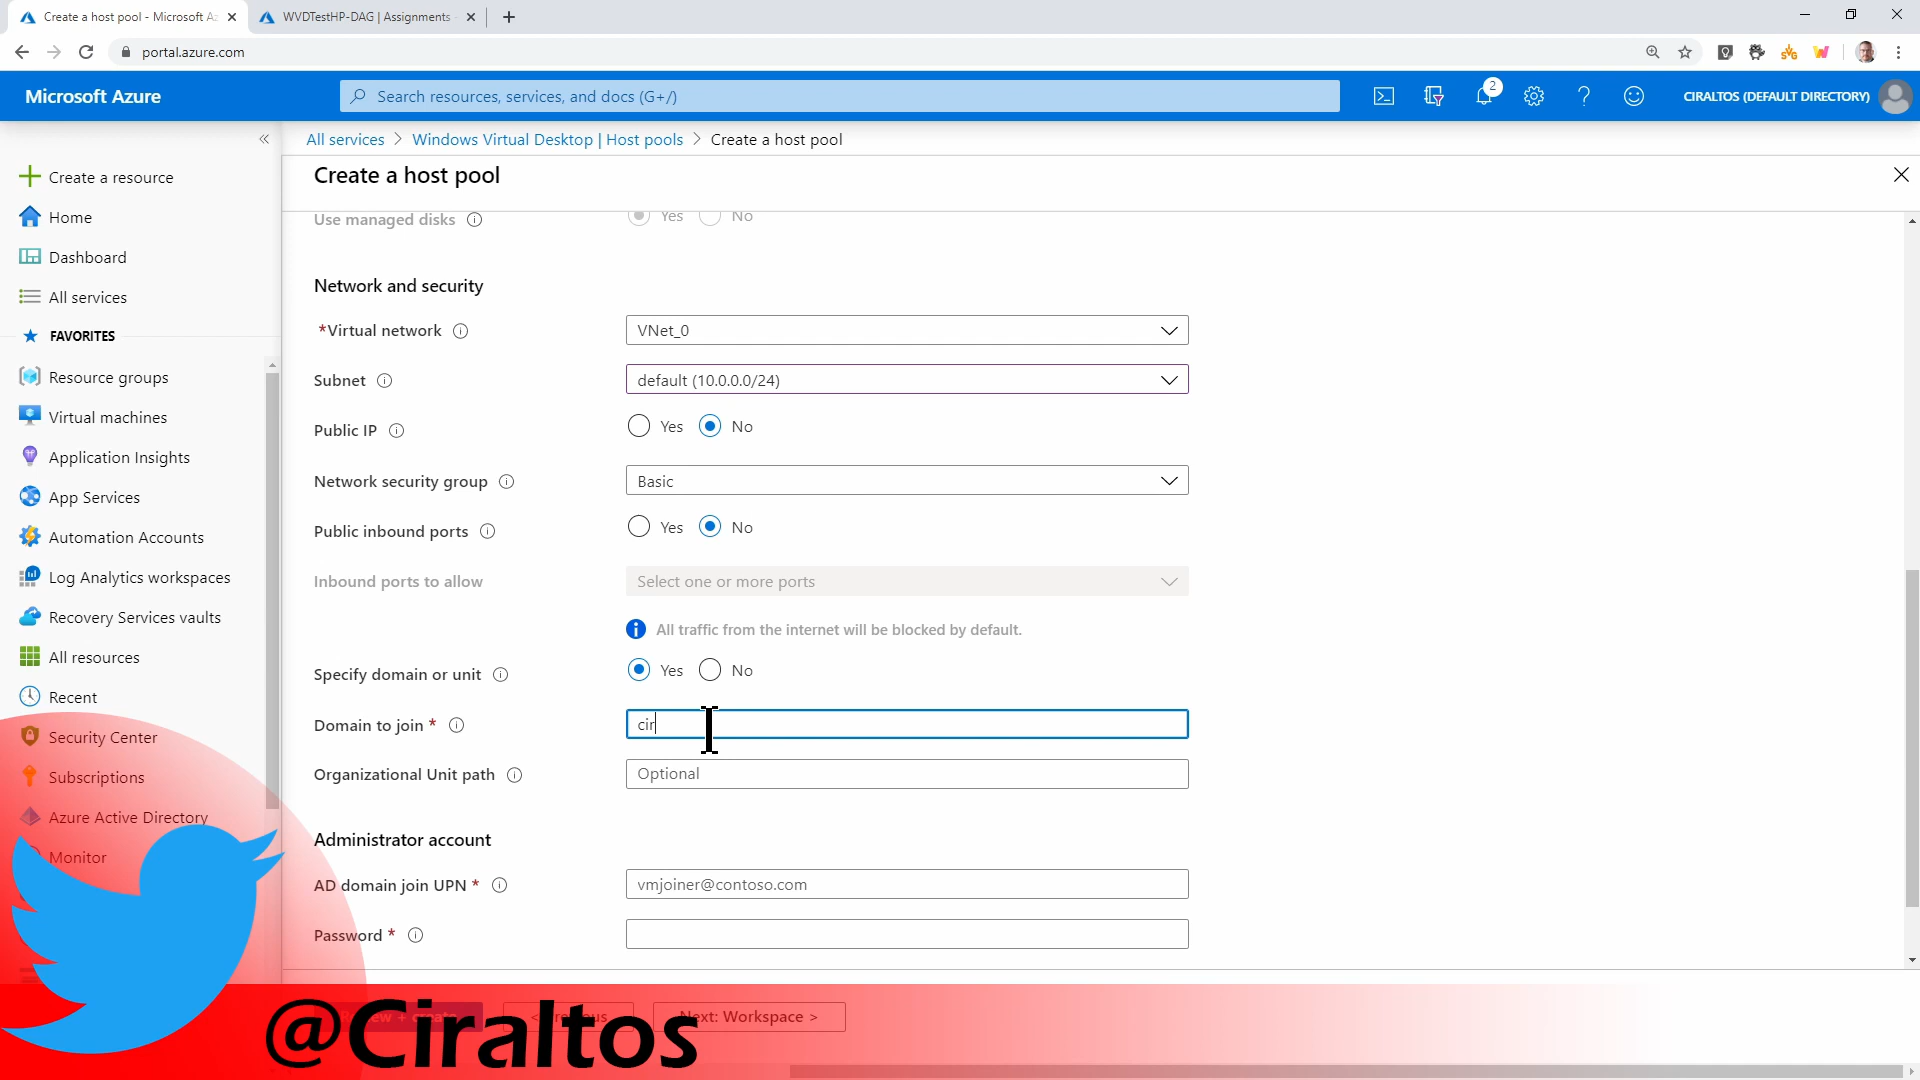 Create a host pool - Microsoft Az
WVDTestHP-DAG | Assignments
portal.azure.com
Microsoft Azure
Search resources, services, and docs (G+/)
2
CIRALTOS (DEFAULT DIRECTORY)
All services > Windows Virtual Desktop | Host pools > Create a host pool
Create a resource
Home
Dashboard
All services
FAVORITES
Resource groups
Virtual machines
Application Insights
App Services
Automation Accounts
Log Analytics workspaces
Recovery Services vaults
All resources
Recent
Security Center
Subscriptions
Azure Active Directory
Monitor
Create a host pool
Use managed disks Yes No
Network and security
*Virtual network VNet_0
Subnet default (10.0.0.0/24)
Public IP Yes No
Network security group Basic
Public inbound ports Yes No
Inbound ports to allow Select one or more ports
All traffic from the internet will be blocked by default.
Specify domain or unit Yes No
Domain to join * cir
Organizational Unit path Optional
Administrator account
AD domain join UPN * vmjoiner@contoso.com
Password *
Next: Workspace >
@Ciraltos